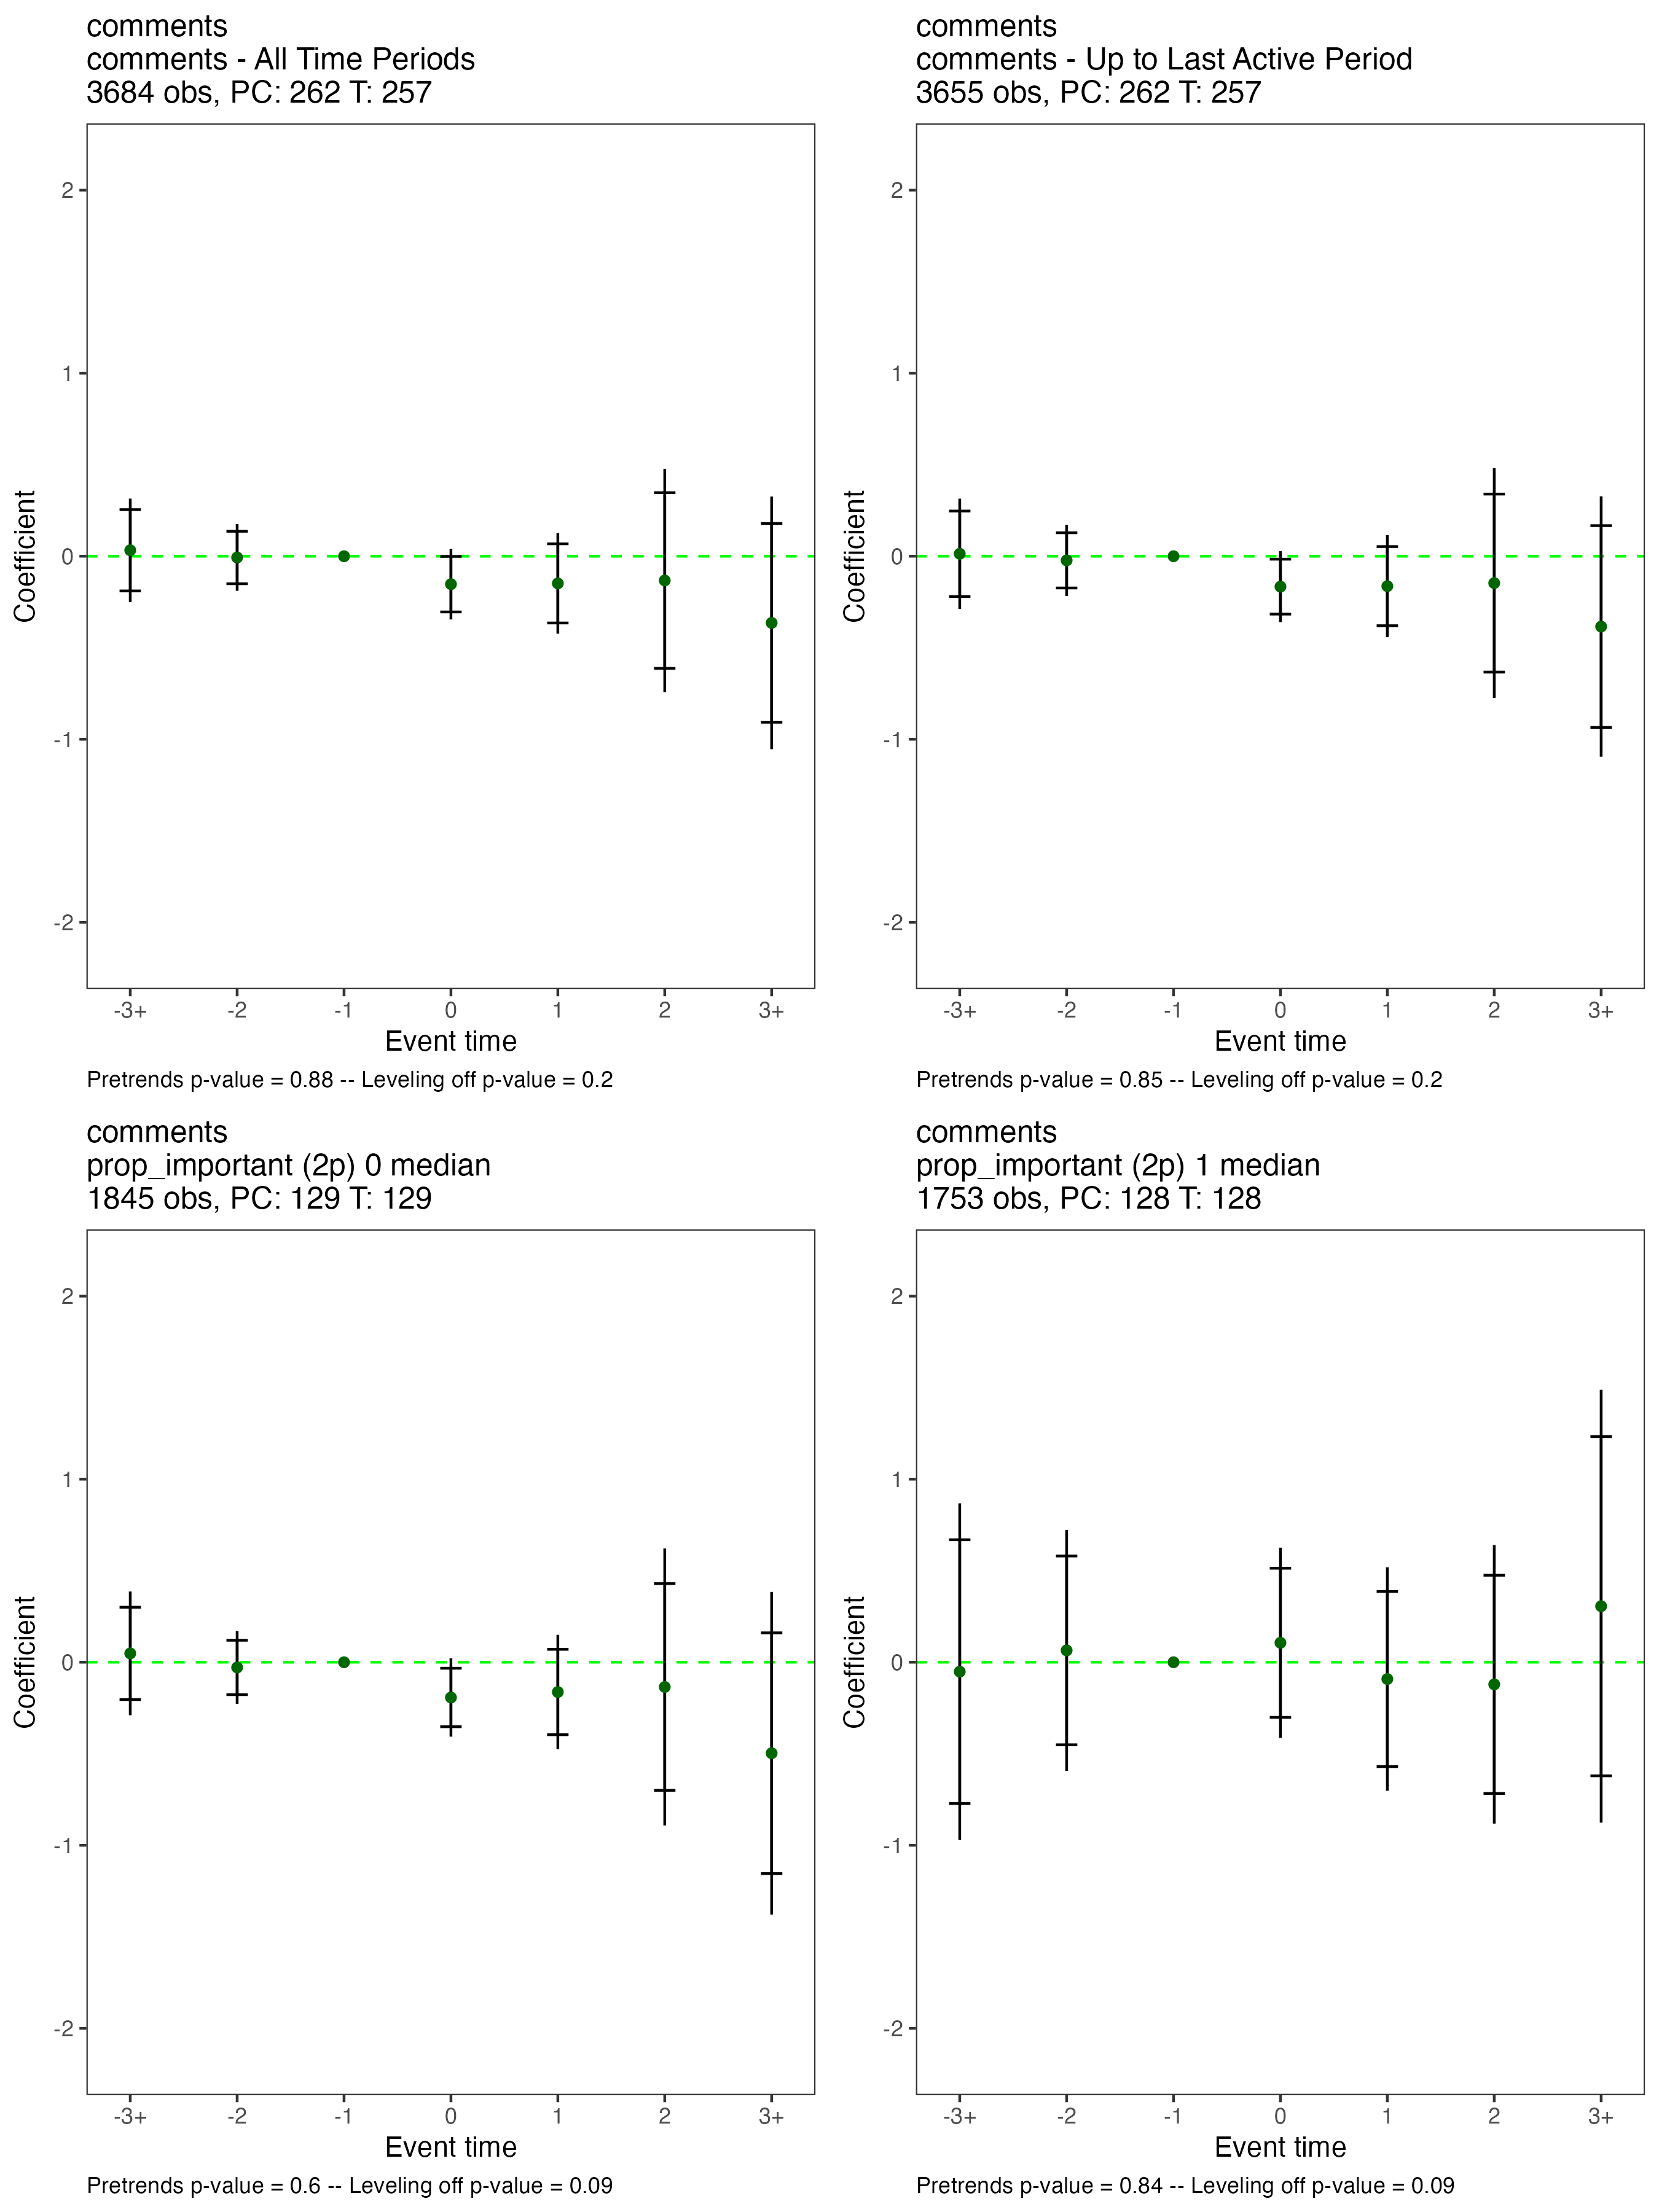 comments
comments - All Time Periods
3684 obs, PC: 262 T: 257
2
1
0
-1
-2
Coefficient
-3+ -2 -1 0 1 2 3+
Event time
Pretrends p-value = 0.88 -- Leveling off p-value = 0.2
comments
comments - Up to Last Active Period
3655 obs, PC: 262 T: 257
2
1
0
-1
-2
Coefficient
-3+ -2 -1 0 1 2 3+
Event time
Pretrends p-value = 0.85 -- Leveling off p-value = 0.2
comments
prop_important (2p) 0 median
1845 obs, PC: 129 T: 129
2
1
0
-1
-2
Coefficient
-3+ -2 -1 0 1 2 3+
Event time
Pretrends p-value = 0.6 -- Leveling off p-value = 0.09
comments
prop_important (2p) 1 median
1753 obs, PC: 128 T: 128
2
1
0
-1
-2
Coefficient
-3+ -2 -1 0 1 2 3+
Event time
Pretrends p-value = 0.84 -- Leveling off p-value = 0.09